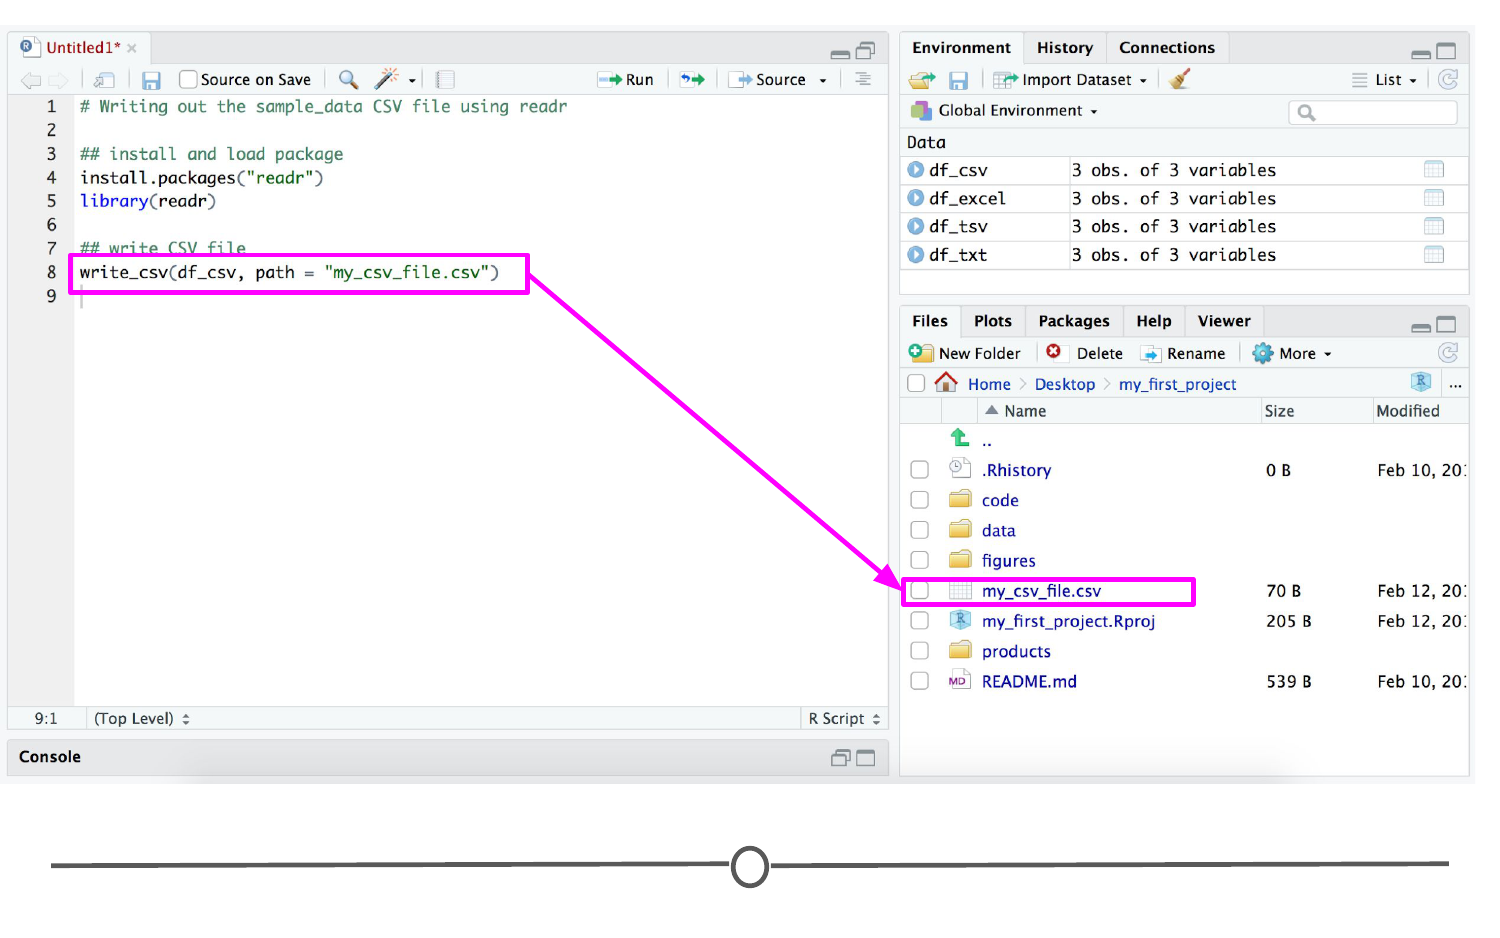 Untitled1*
Source on Save
Run
Source
1 # Writing out the sample_data CSV file using readr
2
3 ## install and load package
4 install.packages("readr")
5 library(readr)
6
7 ## write CSV file
8 write_csv(df_csv, path = "my_csv_file.csv")
9
9:1 (Top Level) R Script
Console
Environment History Connections
Import Dataset List
Global Environment
Data
df_csv 3 obs. of 3 variables
df_excel 3 obs. of 3 variables
df_tsv 3 obs. of 3 variables
df_txt 3 obs. of 3 variables
Files Plots Packages Help Viewer
New Folder Delete Rename More
Home Desktop my_first_project R ...
Name Size Modified
..
.Rhistory 0 B Feb 10, 20
code
data
figures
my_csv_file.csv 70 B Feb 12, 20
R my_first_project.Rproj 205 B Feb 12, 20
products
MD README.md 539 B Feb 10, 20